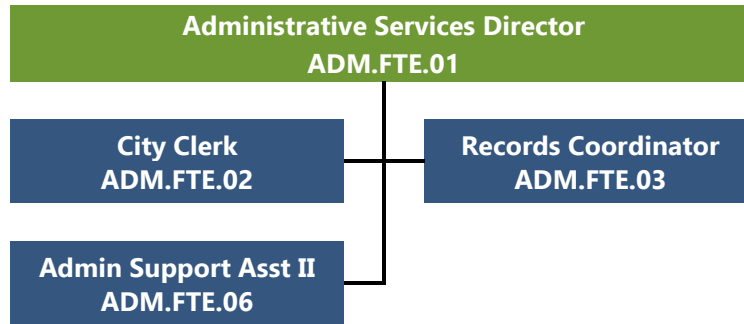 Administrative Services Director
ADM.FTE.01
City Clerk
ADM.FTE.02
Records Coordinator
ADM.FTE.03
Admin Support Asst II
ADM.FTE.06